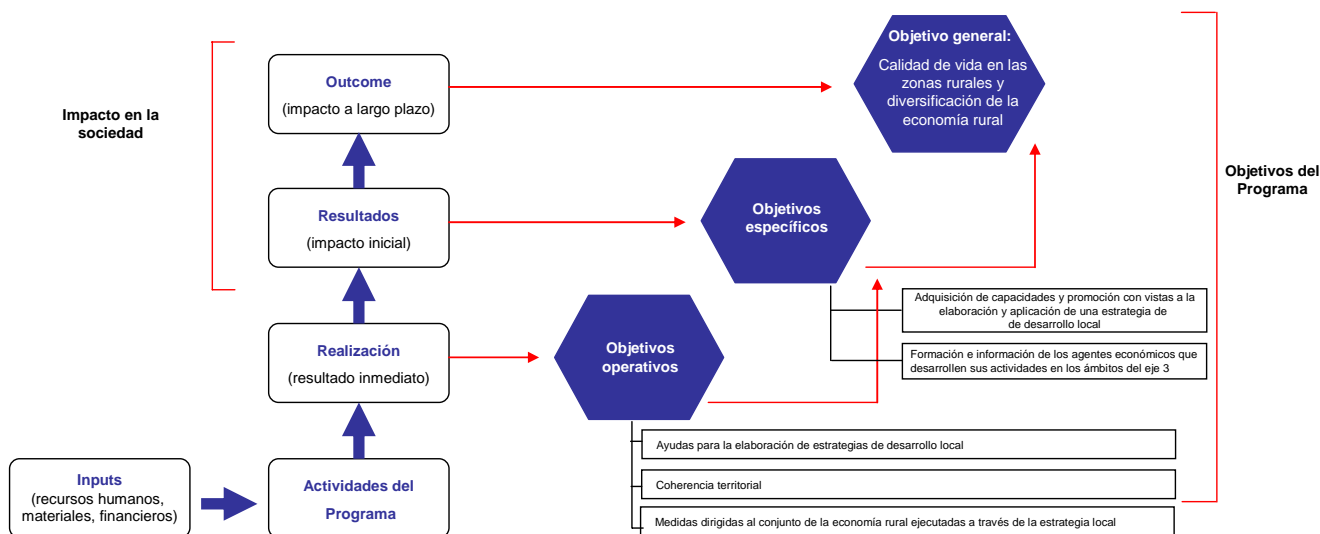 Objetivo general:
Calidad de vida en las
zonas rurales y
diversificación de la
economía rural
Outcome
(impacto a largo plazo)
Impacto en la
sociedad
Objetivos del
Programa
Resultados
(impacto inicial)
Objetivos
específicos
Adquisición de capacidades y promoción con vistas a la
elaboración y aplicación de una estrategia de
de desarrollo local
Realización
(resultado inmediato)
Objetivos
operativos
Formación e información de los agentes económicos que
desarrollen sus actividades en los ámbitos del eje 3
Ayudas para la elaboración de estrategias de desarrollo local
Inputs
(recursos humanos,
materiales, financieros)
Actividades del
Programa
Coherencia territorial
Medidas dirigidas al conjunto de la economía rural ejecutadas a través de la estrategia local